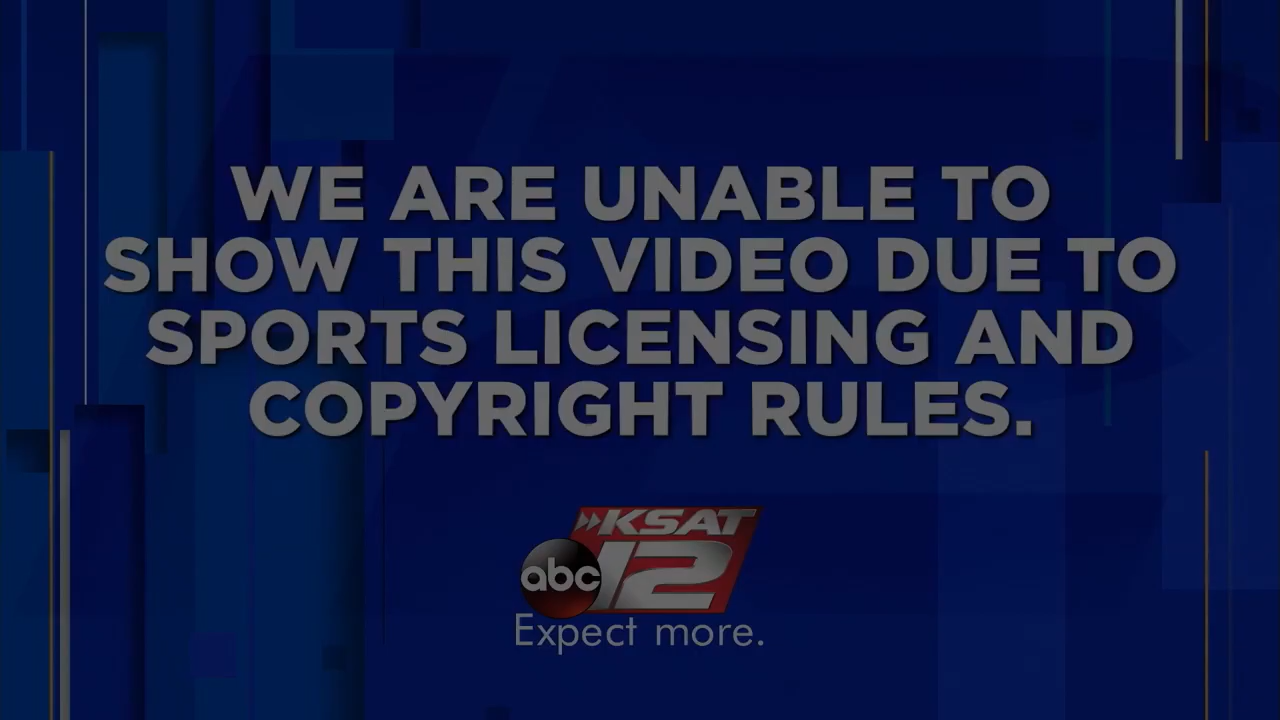 WE ARE UNABLE TO
SHOW THIS VIDEO DUE TO
SPORTS LICENSING AND
COPYRIGHT RULES.
KSAT
abc 12
Expect more.